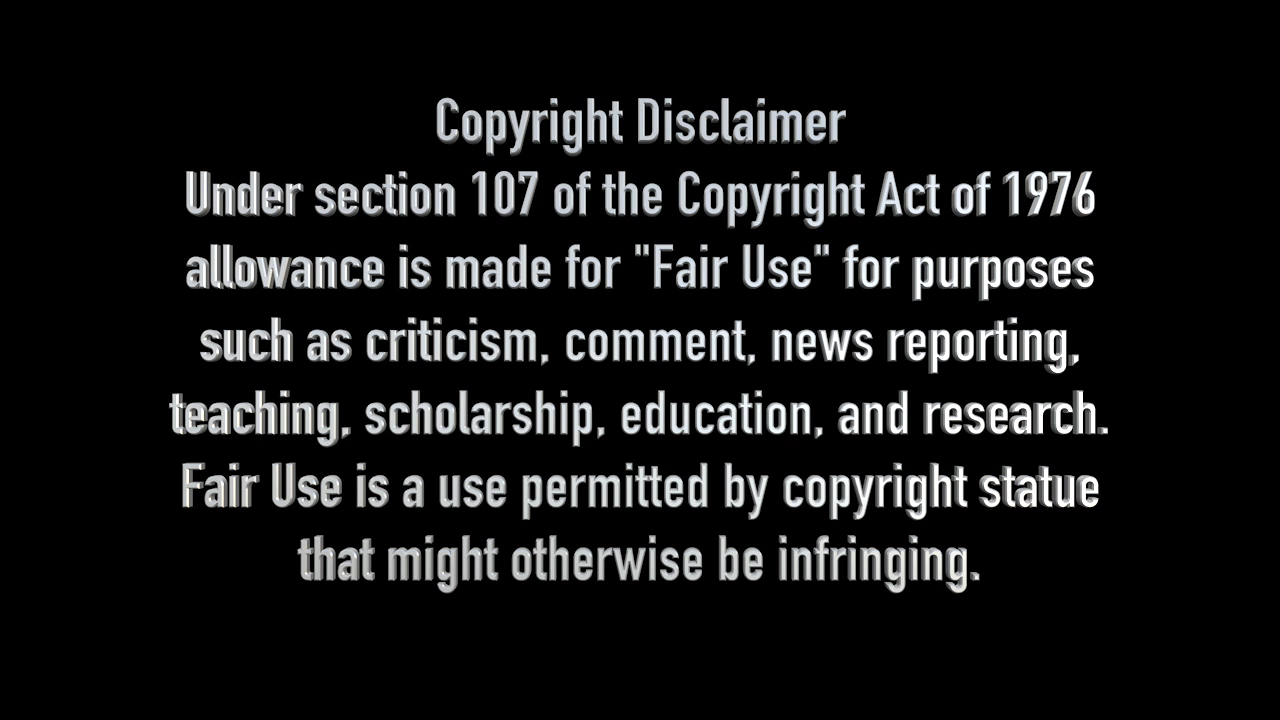 Copyright Disclaimer
Under section 107 of the Copyright Act of 1976
allowance is made for "Fair Use" for purposes
such as criticism, comment, news reporting,
teaching, scholarship, education, and research.
Fair Use is a use permitted by copyright statue
that might otherwise be infringing.